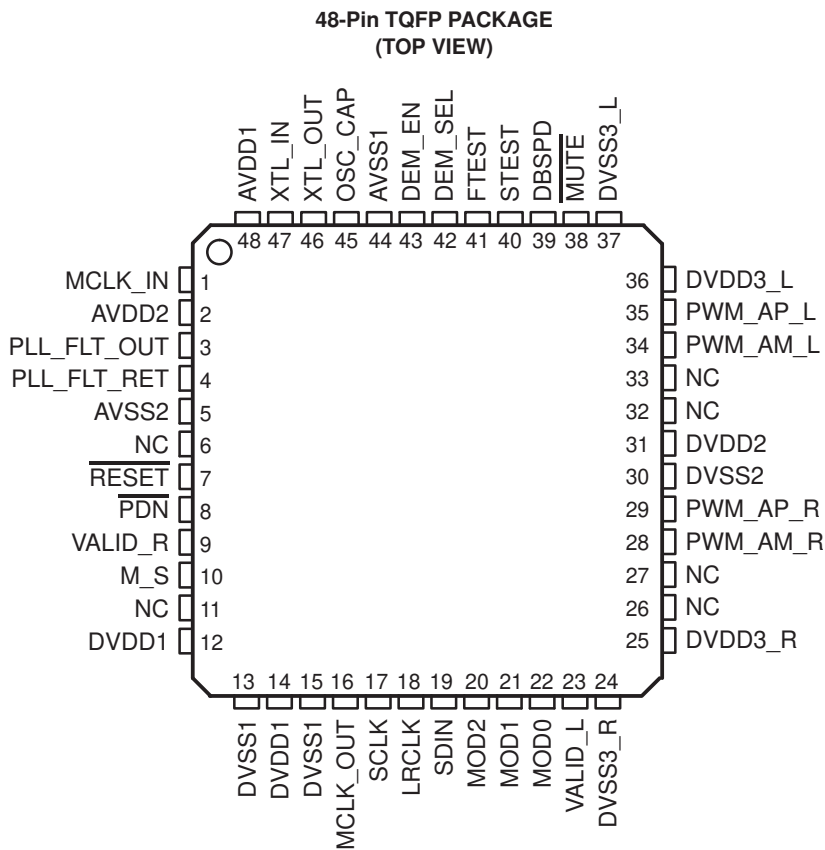 48-Pin TQFP PACKAGE
(TOP VIEW)
AVDD1
XTL_IN
XTL_OUT
OSC_CAP
AVSS1
DEM_EN
DEM_SEL
FTEST
STEST
DBSPD
MUTE
DVSS3_L
48 47 46 45 44 43 42 41 40 39 38 37
MCLK_IN 1
AVDD2 2
PLL_FLT_OUT 3
PLL_FLT_RET 4
AVSS2 5
NC 6
RESET 7
PDN 8
VALID_R 9
M_S 10
NC 11
DVDD1 12
36 DVDD3_L
35 PWM_AP_L
34 PWM_AM_L
33 NC
32 NC
31 DVDD2
30 DVSS2
29 PWM_AP_R
28 PWM_AM_R
27 NC
26 NC
25 DVDD3_R
13 14 15 16 17 18 19 20 21 22 23 24
DVSS1
DVDD1
DVSS1
MCLK_OUT
SCLK
LRCLK
SDIN
MOD2
MOD1
MOD0
VALID_L
DVSS3_R